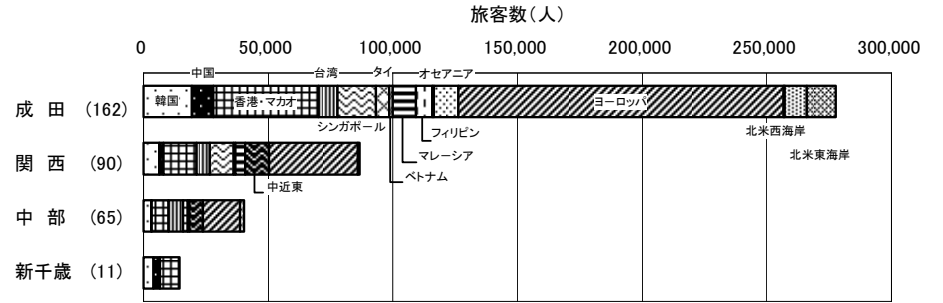 旅客数(人)
0 50,000 100,000 150,000 200,000 250,000 300,000
中国 台湾 タイ オセアニア
成田 (162) 韓国 香港・マカオ ヨーロッパ
シンガポール フィリピン 北米西海岸
マレーシア 北米東海岸
関西 (90) ベトナム
中近東
中部 (65)
新千歳 (11)